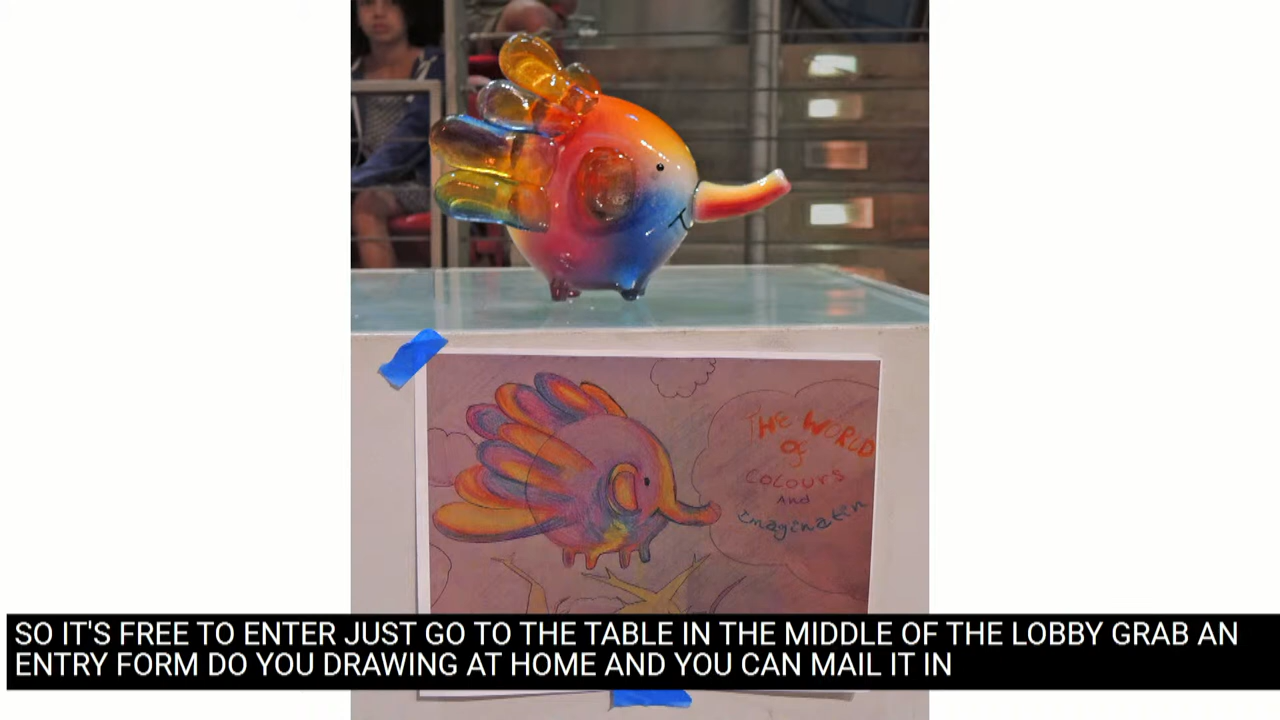 THE WORLD
of
COLOURS
And
imaginaten
SO IT'S FREE TO ENTER JUST GO TO THE TABLE IN THE MIDDLE OF THE LOBBY GRAB AN
ENTRY FORM DO YOU DRAWING AT HOME AND YOU CAN MAIL IT IN